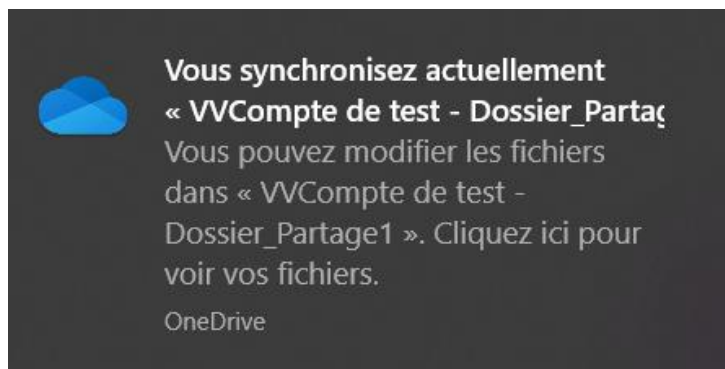 Vous synchronisez actuellement
« VVCompte de test - Dossier_Partag
Vous pouvez modifier les fichiers
dans « VVCompte de test -
Dossier_Partage1 ». Cliquez ici pour
voir vos fichiers.
OneDrive